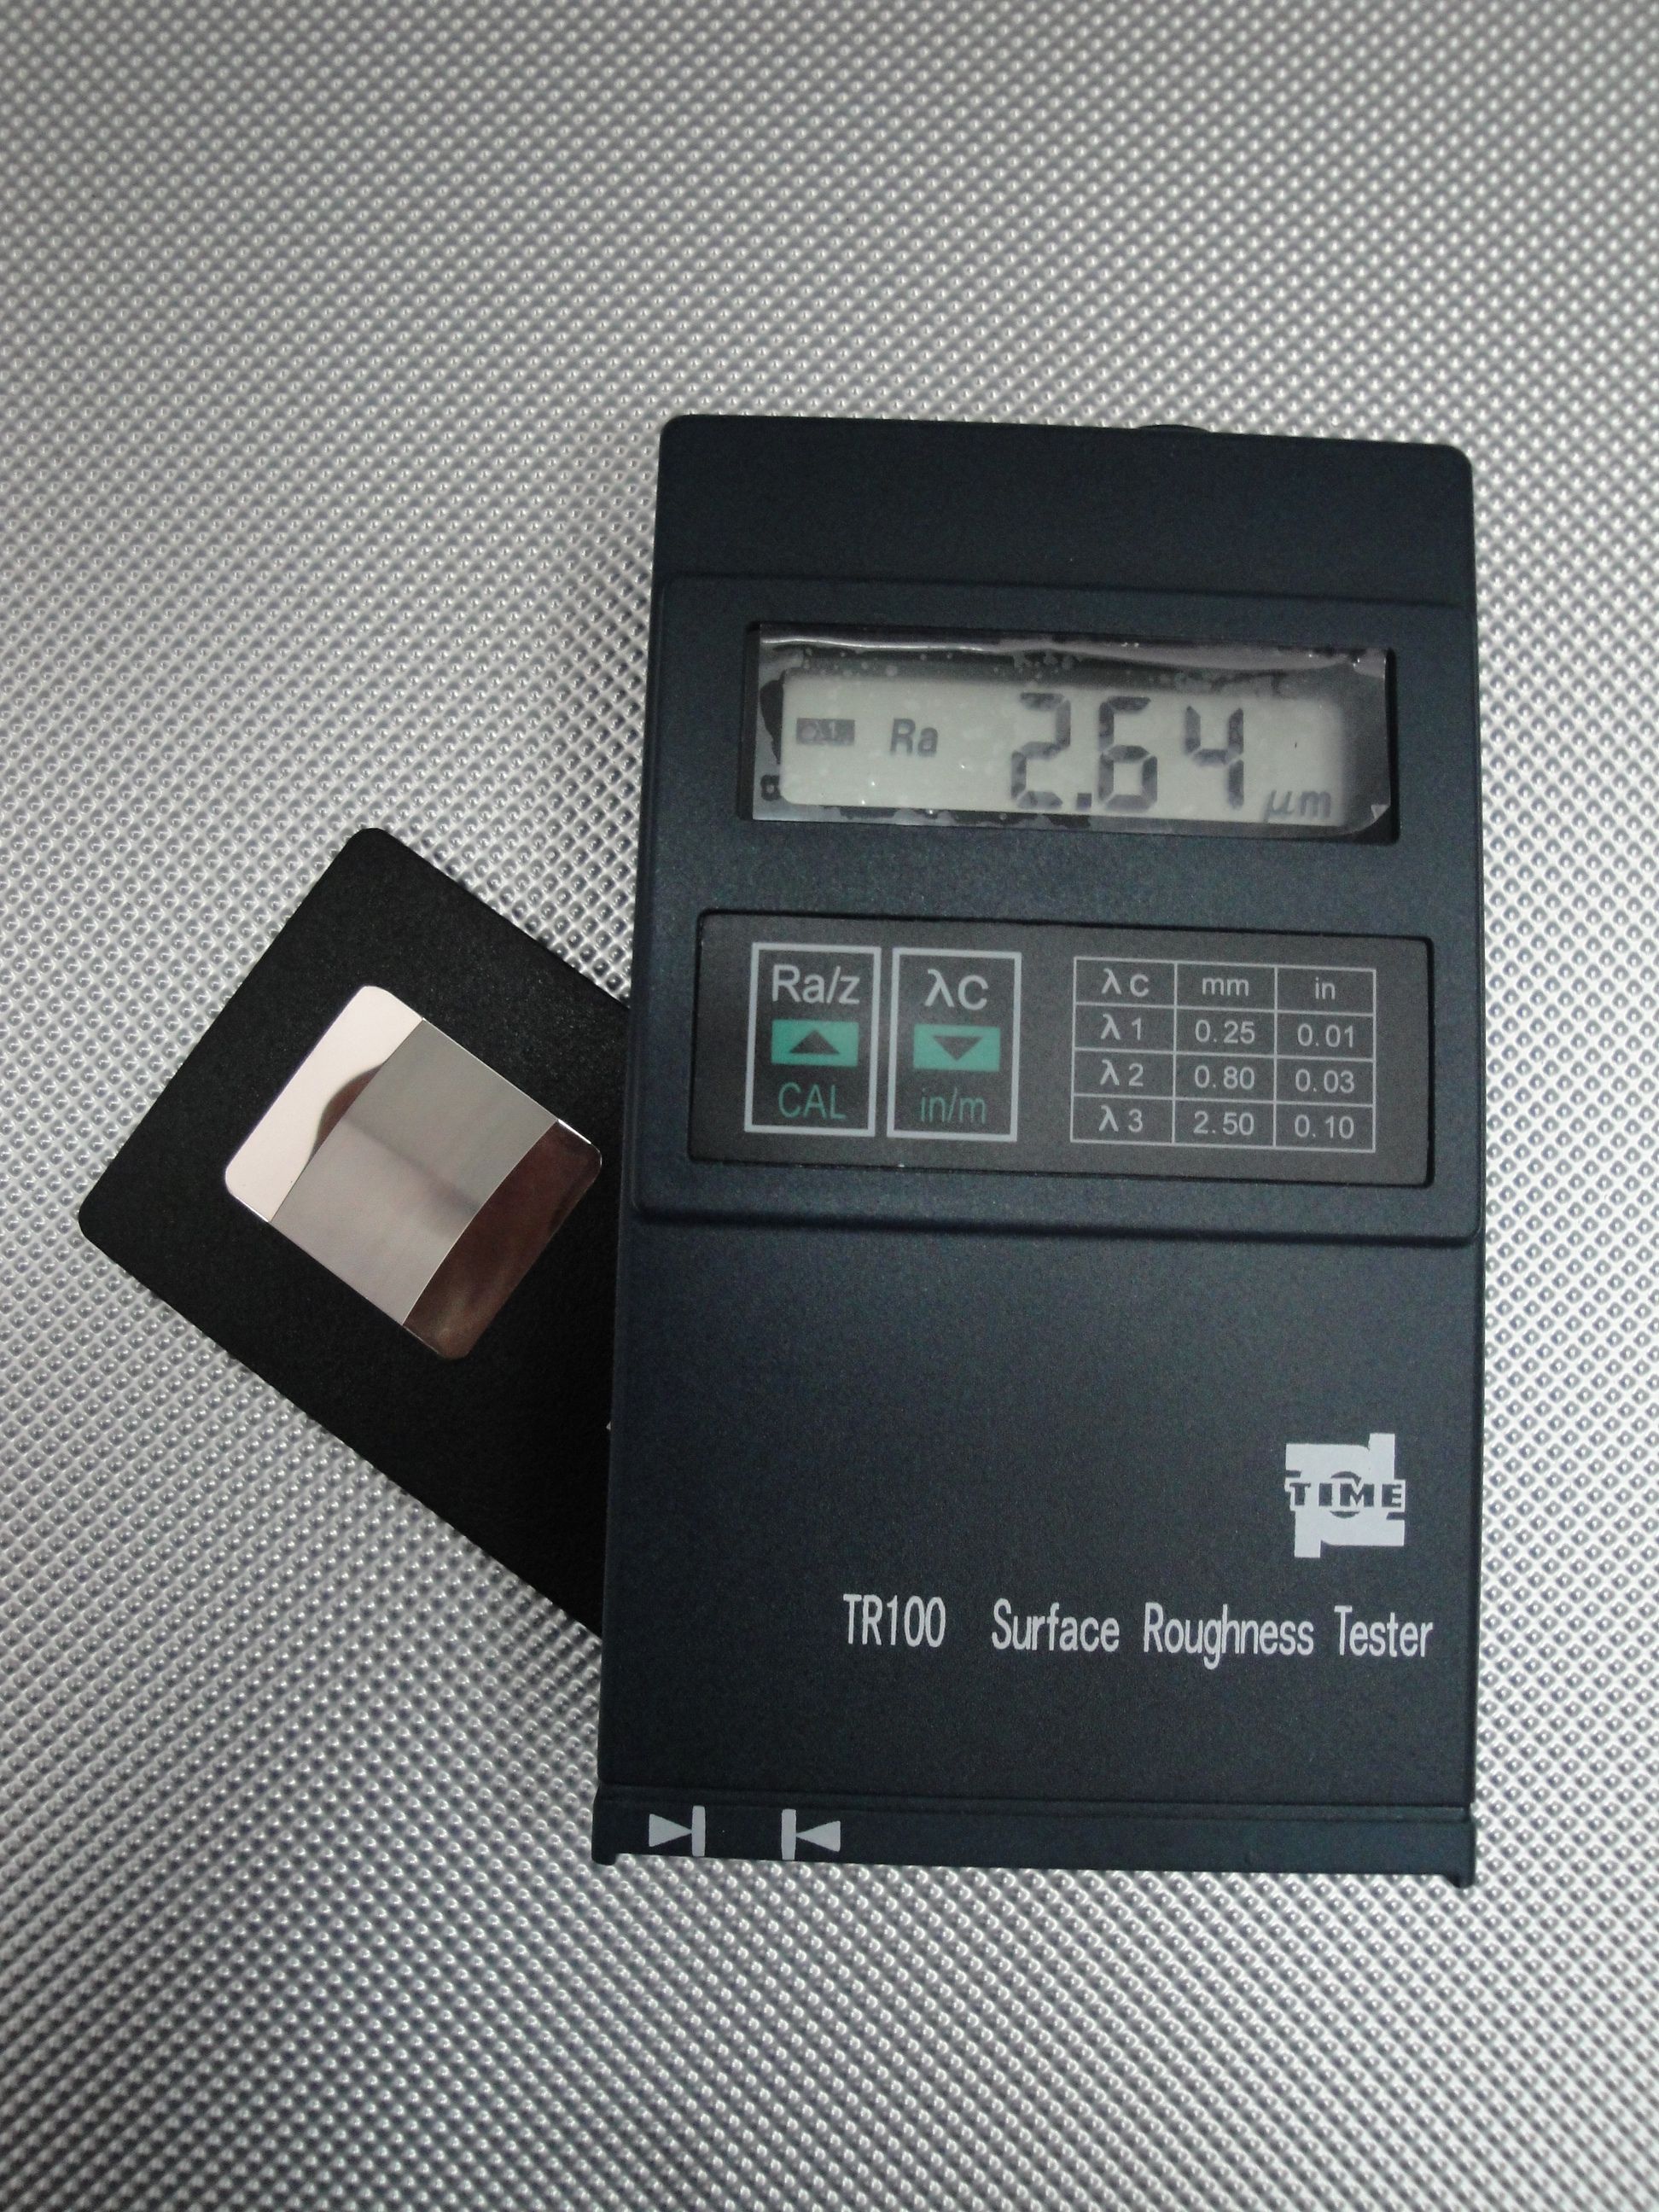 Ra 2.64 μm
Ra/z λC
CAL in/m
λC mm in
λ1 0.25 0.01
λ2 0.80 0.03
λ3 2.50 0.10
TIME
TR100 Surface Roughness Tester